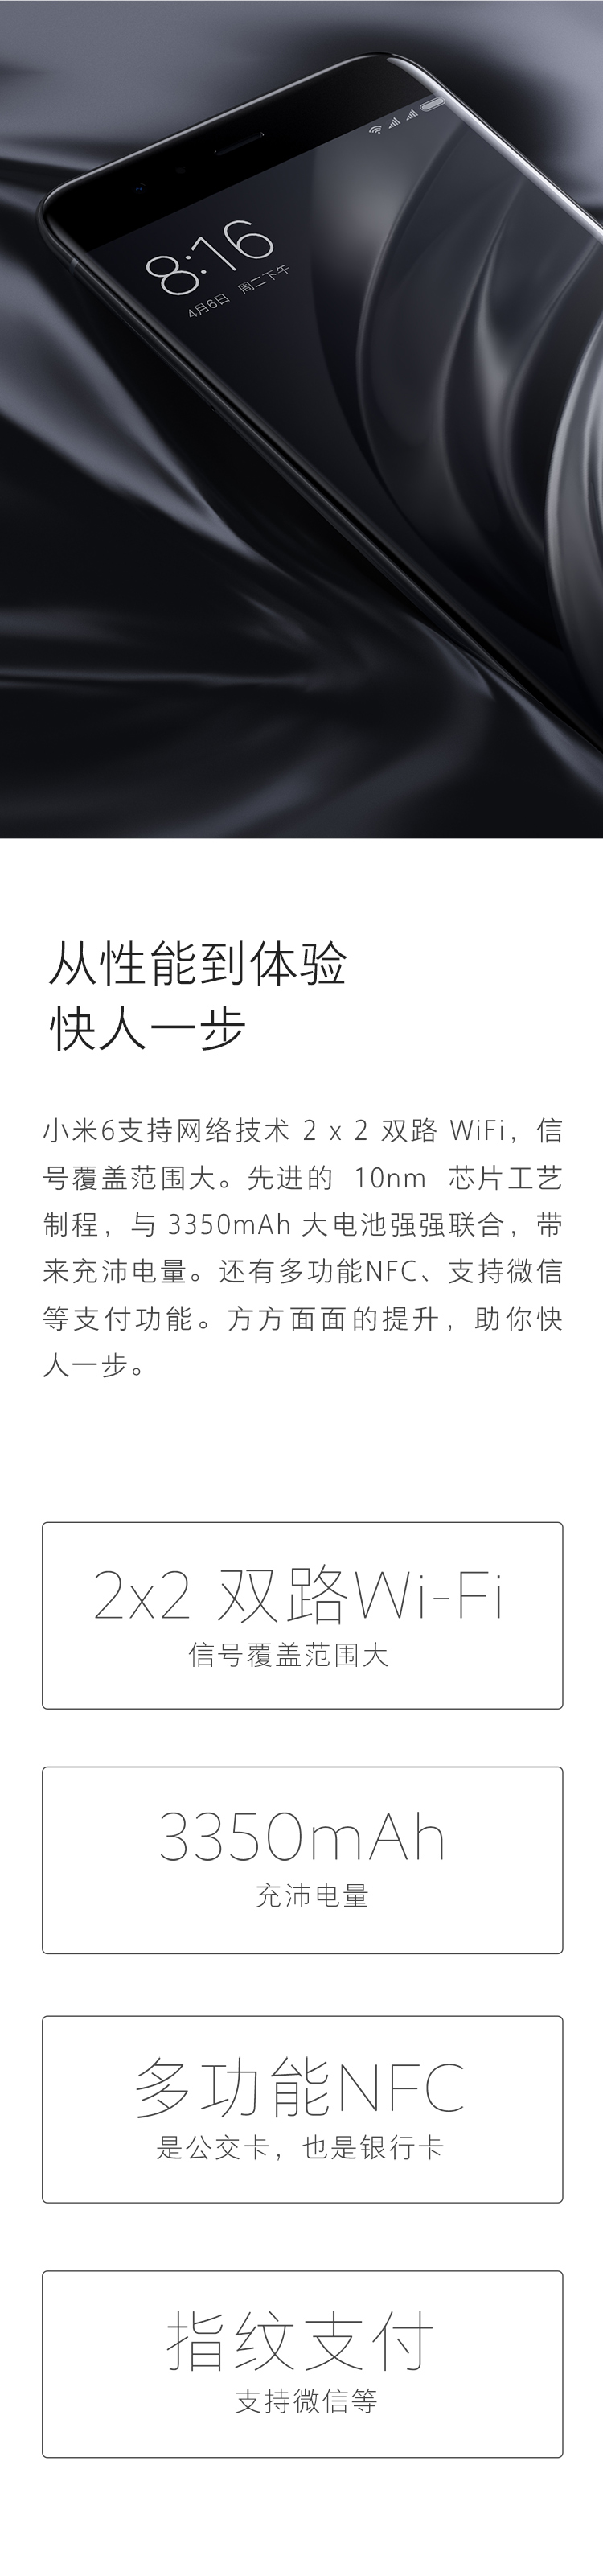 8:16
4月6日 周二下午
从性能到体验
快人一步
小米6支持网络技术 2 x 2 双路 WiFi，信
号覆盖范围大。先进的 10nm 芯片工艺
制程，与 3350mAh 大电池强强联合，带
来充沛电量。还有多功能NFC、支持微信
等支付功能。方方面面的提升，助你快
人一步。
2x2 双路Wi-Fi
信号覆盖范围大
3350mAh
充沛电量
多功能NFC
是公交卡，也是银行卡
指纹支付
支持微信等